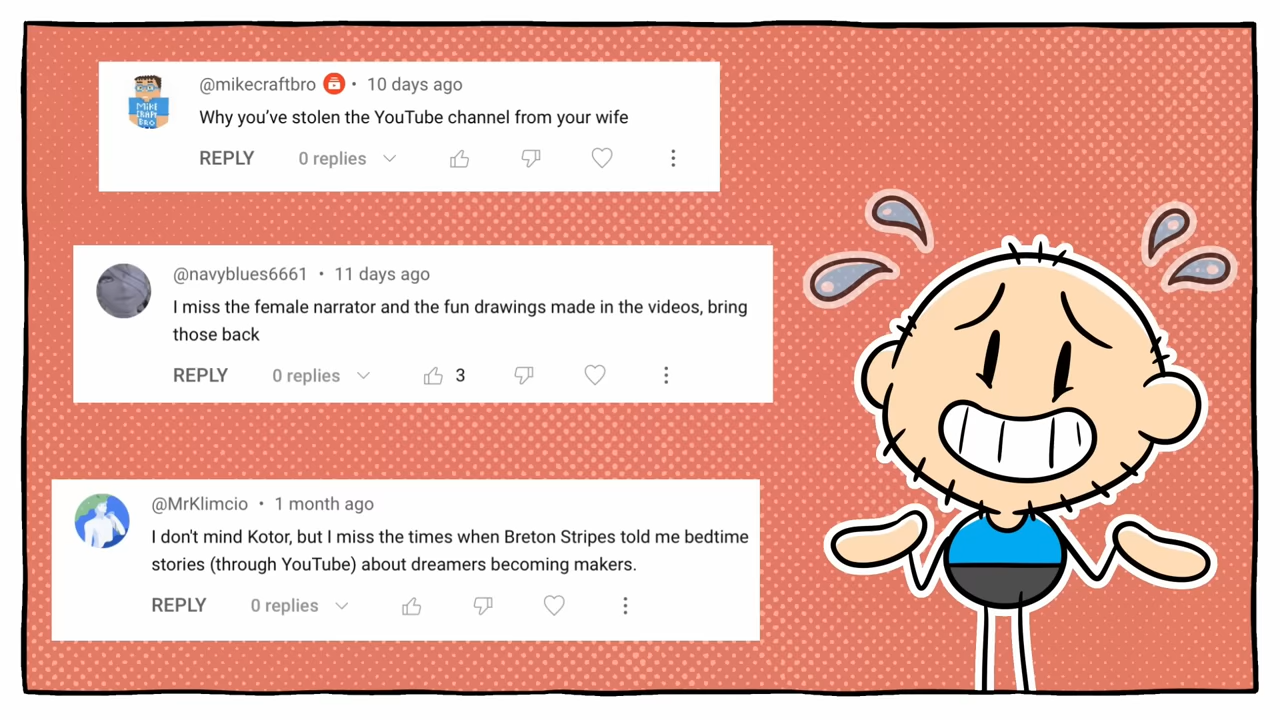 @mikecraftbro • 10 days ago
Why you've stolen the YouTube channel from your wife
REPLY 0 replies
@navyblues6661 • 11 days ago
I miss the female narrator and the fun drawings made in the videos, bring
those back
REPLY 0 replies 3
@MrKlimcio • 1 month ago
I don't mind Kotor, but I miss the times when Breton Stripes told me bedtime
stories (through YouTube) about dreamers becoming makers.
REPLY 0 replies